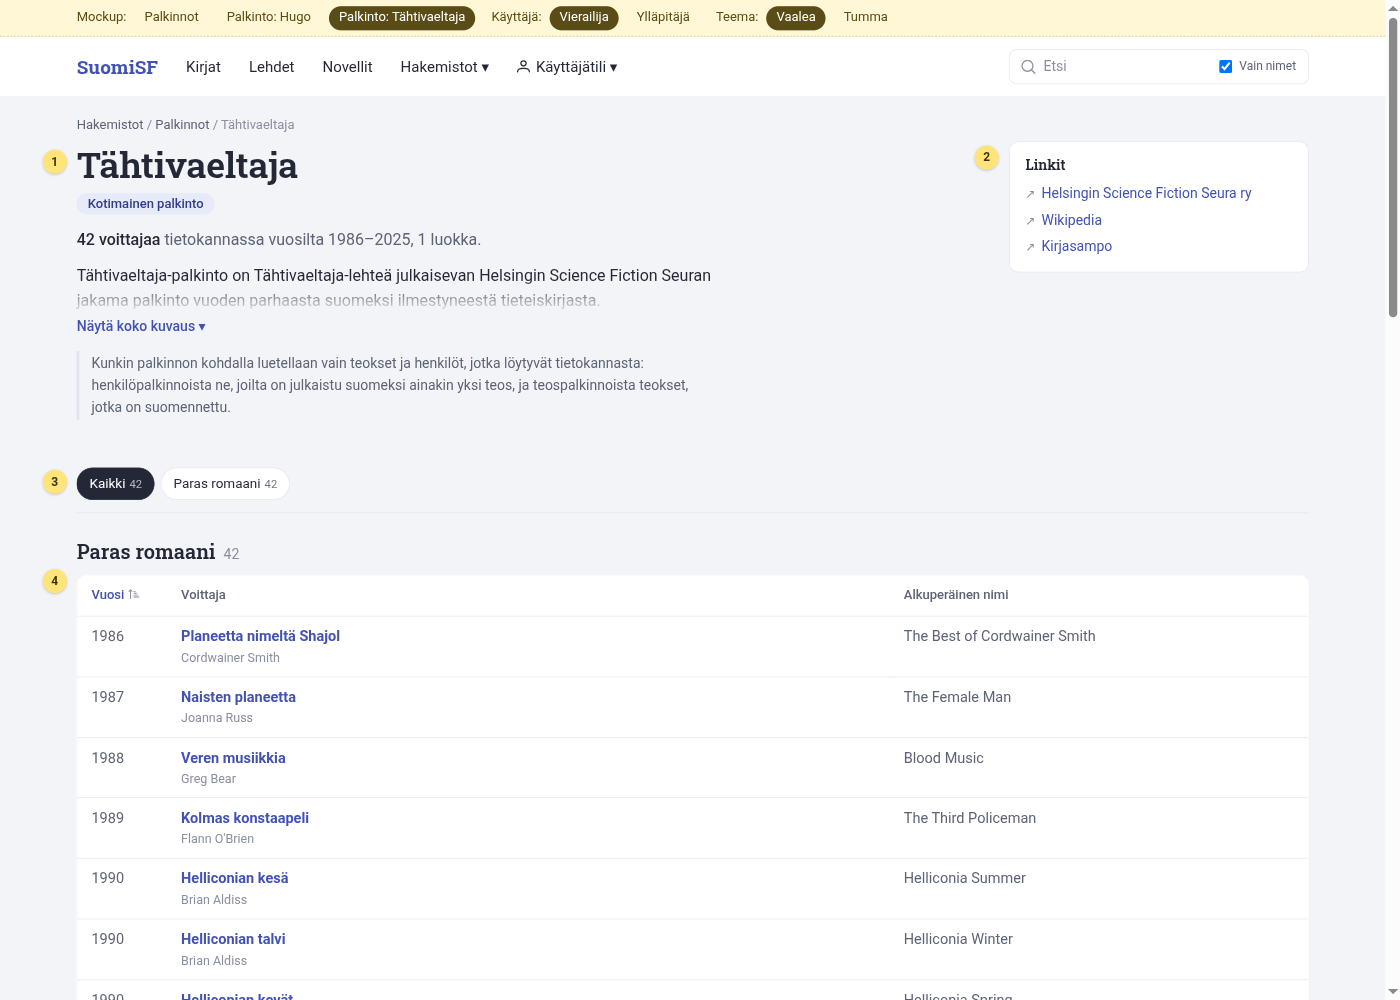 Mockup: Palkinnot Palkinto: Hugo Palkinto: Tähtivaeltaja Käyttäjä: Vierailija Ylläpitäjä Teema: Vaalea Tumma
SuomiSF Kirjat Lehdet Novellit Hakemistot ▾ Käyttäjätili ▾ Etsi Vain nimet
Hakemistot / Palkinnot / Tähtivaeltaja
1 Tähtivaeltaja
Kotimainen palkinto
42 voittajaa tietokannassa vuosilta 1986–2025, 1 luokka.
Tähtivaeltaja-palkinto on Tähtivaeltaja-lehteä julkaisevan Helsingin Science Fiction Seuran
jakama palkinto vuoden parhaasta suomeksi ilmestyneestä tieteiskirjasta.
Näytä koko kuvaus ▾
Kunkin palkinnon kohdalla luetellaan vain teokset ja henkilöt, jotka löytyvät tietokannasta:
henkilöpalkinnoista ne, joilta on julkaistu suomeksi ainakin yksi teos, ja teospalkinnoista teokset,
jotka on suomennettu.
2 Linkit
↗ Helsingin Science Fiction Seura ry
↗ Wikipedia
↗ Kirjasampo
3 Kaikki 42 Paras romaani 42
Paras romaani 42
4
Vuosi Voittaja Alkuperäinen nimi
1986 Planeetta nimeltä Shajol The Best of Cordwainer Smith
Cordwainer Smith
1987 Naisten planeetta The Female Man
Joanna Russ
1988 Veren musiikkia Blood Music
Greg Bear
1989 Kolmas konstaapeli The Third Policeman
Flann O'Brien
1990 Helliconian kesä Helliconia Summer
Brian Aldiss
1990 Helliconian talvi Helliconia Winter
Brian Aldiss
1990 Helliconian kevät Helliconia Spring